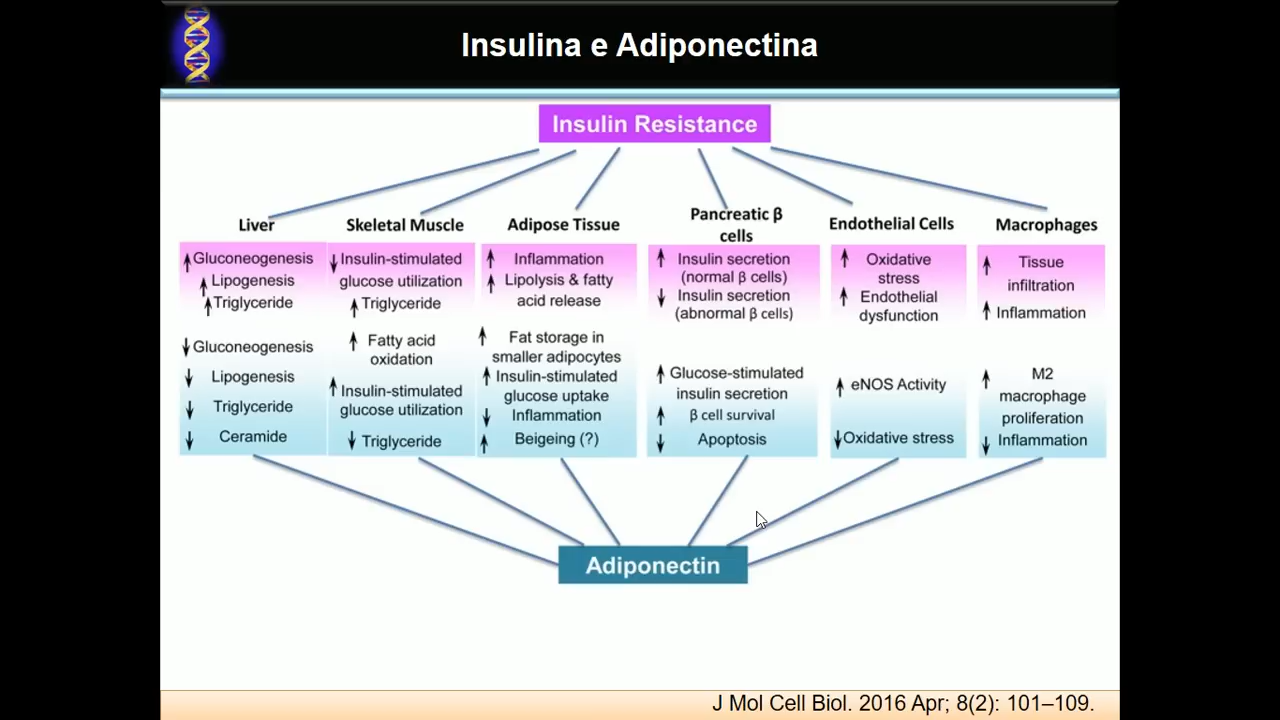 Insulina e Adiponectina
Insulin Resistance
Liver
↑ Gluconeogenesis
↑ Lipogenesis
↑ Triglyceride
↓ Gluconeogenesis
↓ Lipogenesis
↓ Triglyceride
↓ Ceramide
Skeletal Muscle
↓ Insulin-stimulated
glucose utilization
↑ Triglyceride
↑ Fatty acid
oxidation
↑ Insulin-stimulated
glucose utilization
↓ Triglyceride
Adipose Tissue
↑ Inflammation
↑ Lipolysis & fatty
acid release
↑ Fat storage in
smaller adipocytes
↑ Insulin-stimulated
glucose uptake
↓ Inflammation
↑ Beigeing (?)
Pancreatic β
cells
↑ Insulin secretion
(normal β cells)
↓ Insulin secretion
(abnormal β cells)
↑ Glucose-stimulated
insulin secretion
↑ β cell survival
↓ Apoptosis
Endothelial Cells
↑ Oxidative
stress
↑ Endothelial
dysfunction
↑ eNOS Activity
↓ Oxidative stress
Macrophages
↑ Tissue
infiltration
↑ Inflammation
↑ M2
macrophage
proliferation
↓ Inflammation
Adiponectin
J Mol Cell Biol. 2016 Apr; 8(2): 101–109.